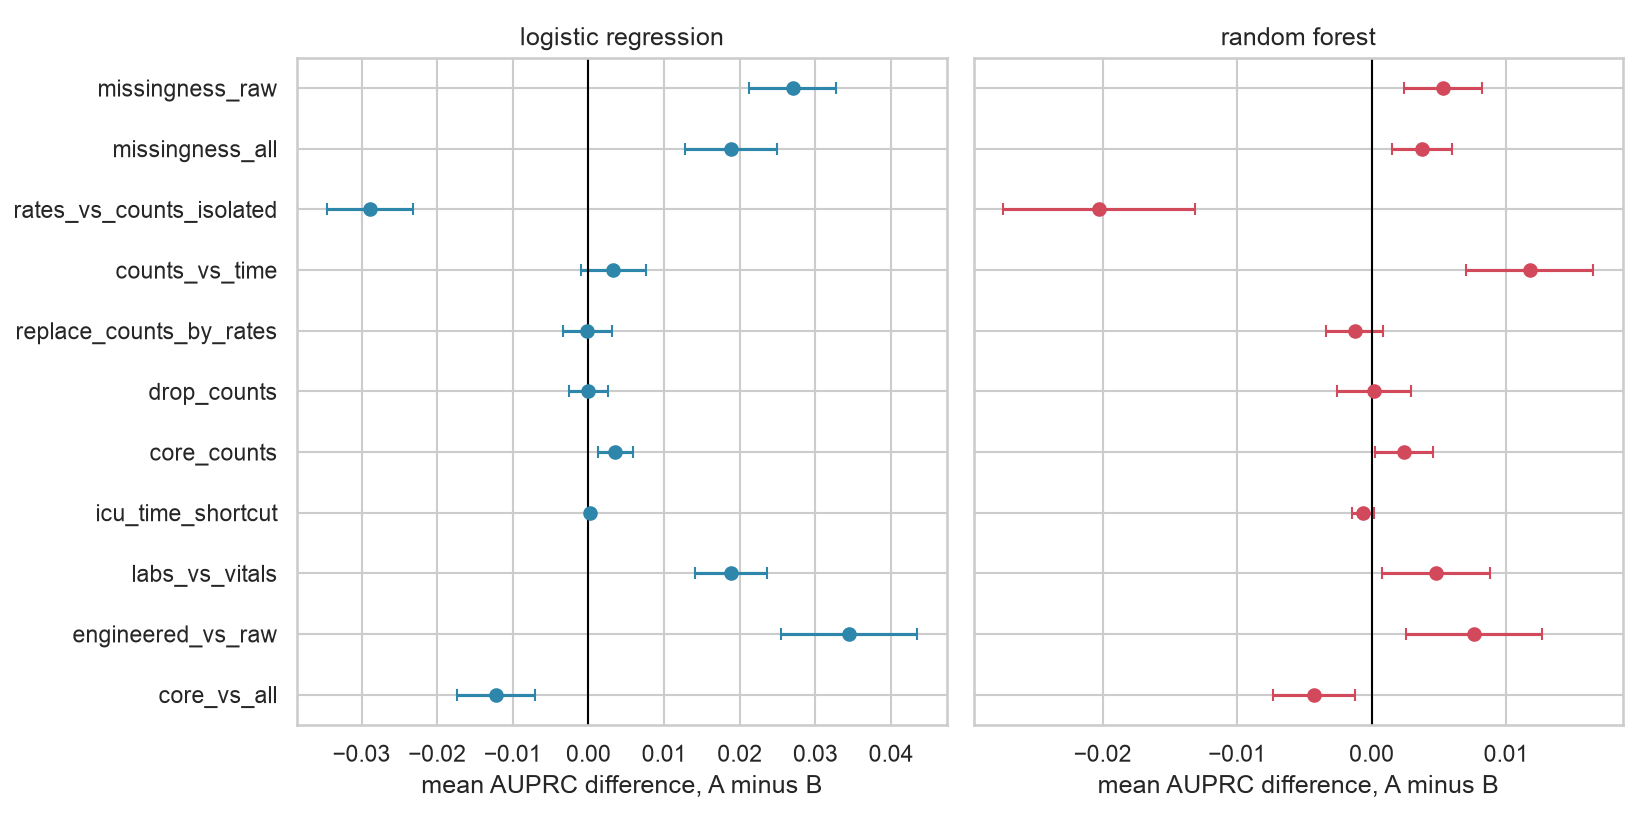 logistic regression
random forest
missingness_raw
missingness_all
rates_vs_counts_isolated
counts_vs_time
replace_counts_by_rates
drop_counts
core_counts
icu_time_shortcut
labs_vs_vitals
engineered_vs_raw
core_vs_all
−0.03 −0.02 −0.01 0.00 0.01 0.02 0.03 0.04
−0.02 −0.01 0.00 0.01
mean AUPRC difference, A minus B
mean AUPRC difference, A minus B